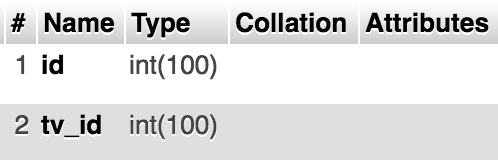 # Name Type Collation Attributes
1 id int(100)
2 tv_id int(100)